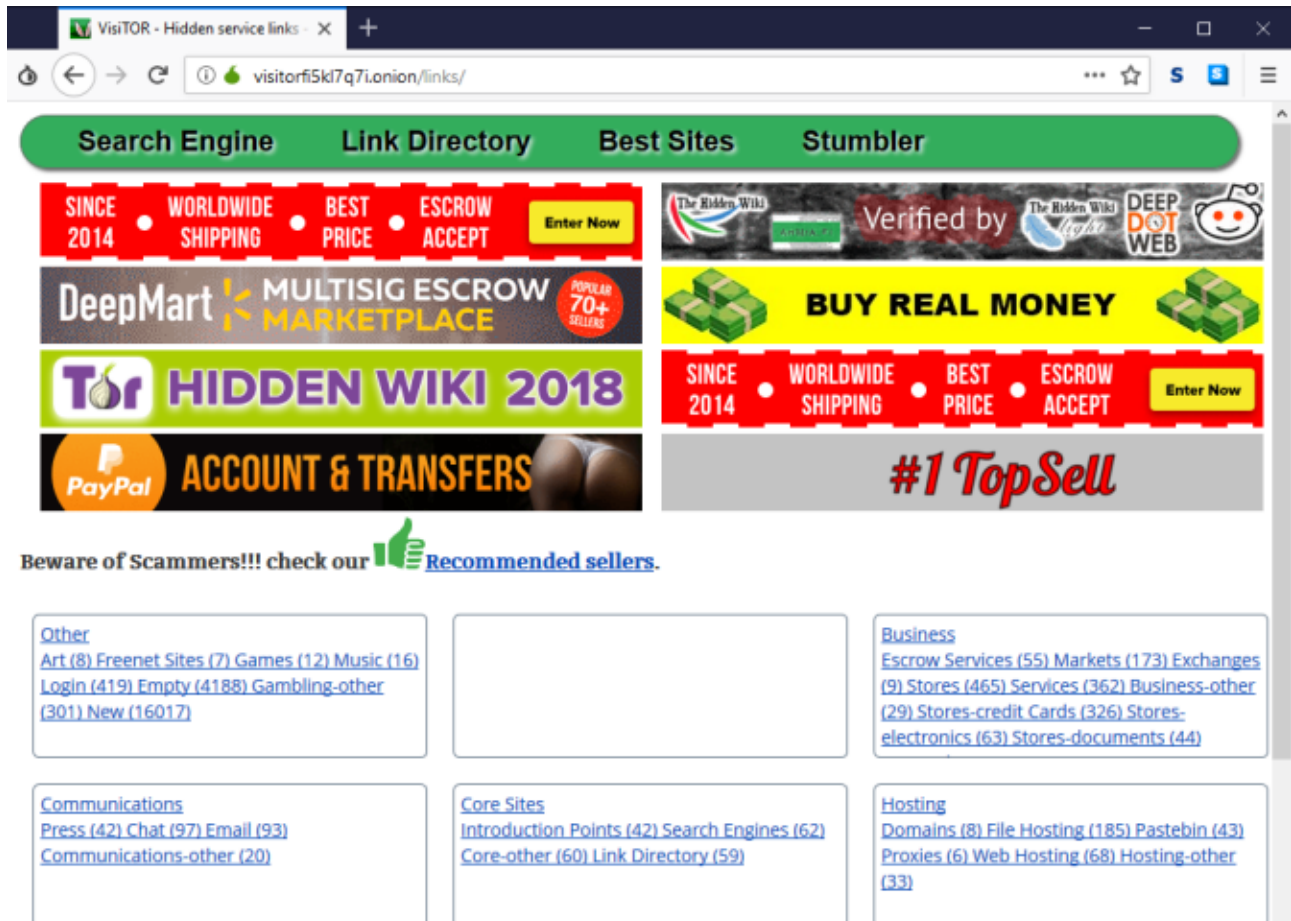 VisiTOR - Hidden service links -
visitorfi5kl7q7i.onion/links/
Search Engine Link Directory Best Sites Stumbler
SINCE 2014 WORLDWIDE SHIPPING BEST PRICE ESCROW ACCEPT Enter Now
The Hidden Wiki Verified by The Hidden Wiki light DEEP DOT WEB
DeepMart MULTISIG ESCROW MARKETPLACE POPULAR 70+ SELLERS
BUY REAL MONEY
Tor HIDDEN WIKI 2018
SINCE 2014 WORLDWIDE SHIPPING BEST PRICE ESCROW ACCEPT Enter Now
PayPal ACCOUNT & TRANSFERS
#1 TopSell
Beware of Scammers!!! check our Recommended sellers.
Other
Art (8) Freenet Sites (7) Games (12) Music (16)
Login (419) Empty (4188) Gambling-other
(301) New (16017)
Business
Escrow Services (55) Markets (173) Exchanges
(9) Stores (465) Services (362) Business-other
(29) Stores-credit Cards (326) Stores-
electronics (63) Stores-documents (44)
Communications
Press (42) Chat (97) Email (93)
Communications-other (20)
Core Sites
Introduction Points (42) Search Engines (62)
Core-other (60) Link Directory (59)
Hosting
Domains (8) File Hosting (185) Pastebin (43)
Proxies (6) Web Hosting (68) Hosting-other
(33)